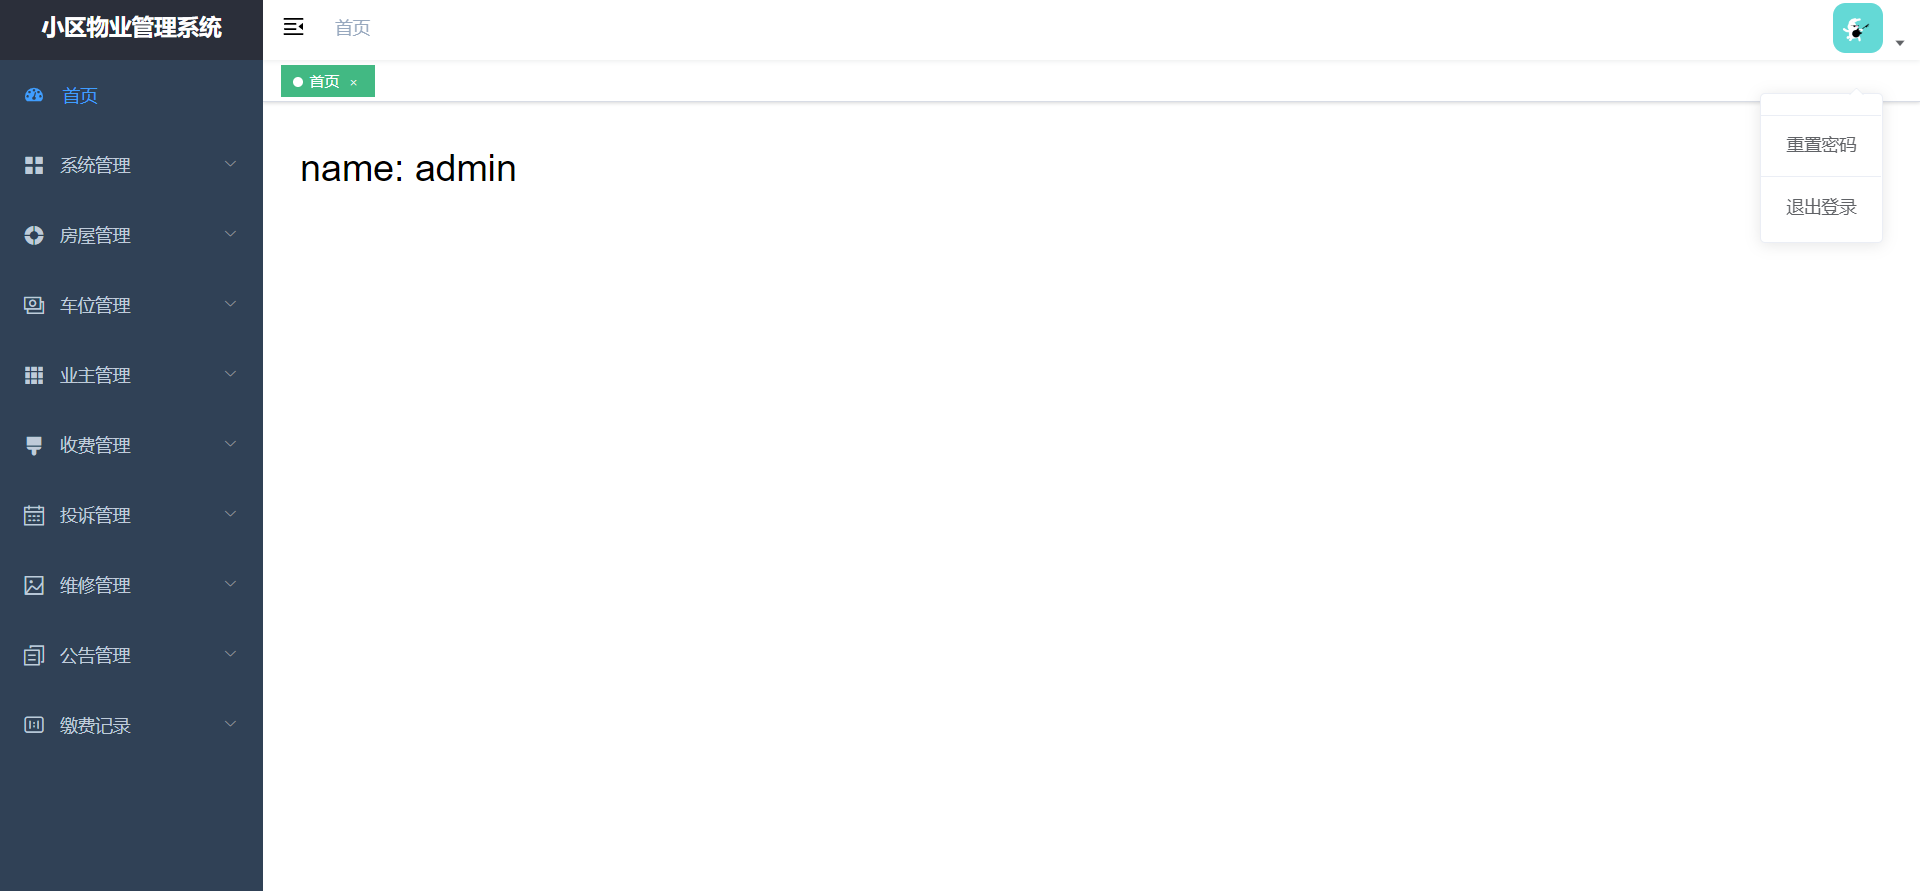 小区物业管理系统
首页
系统管理
房屋管理
车位管理
业主管理
收费管理
投诉管理
维修管理
公告管理
缴费记录
首页
首页 ×
name: admin
重置密码
退出登录